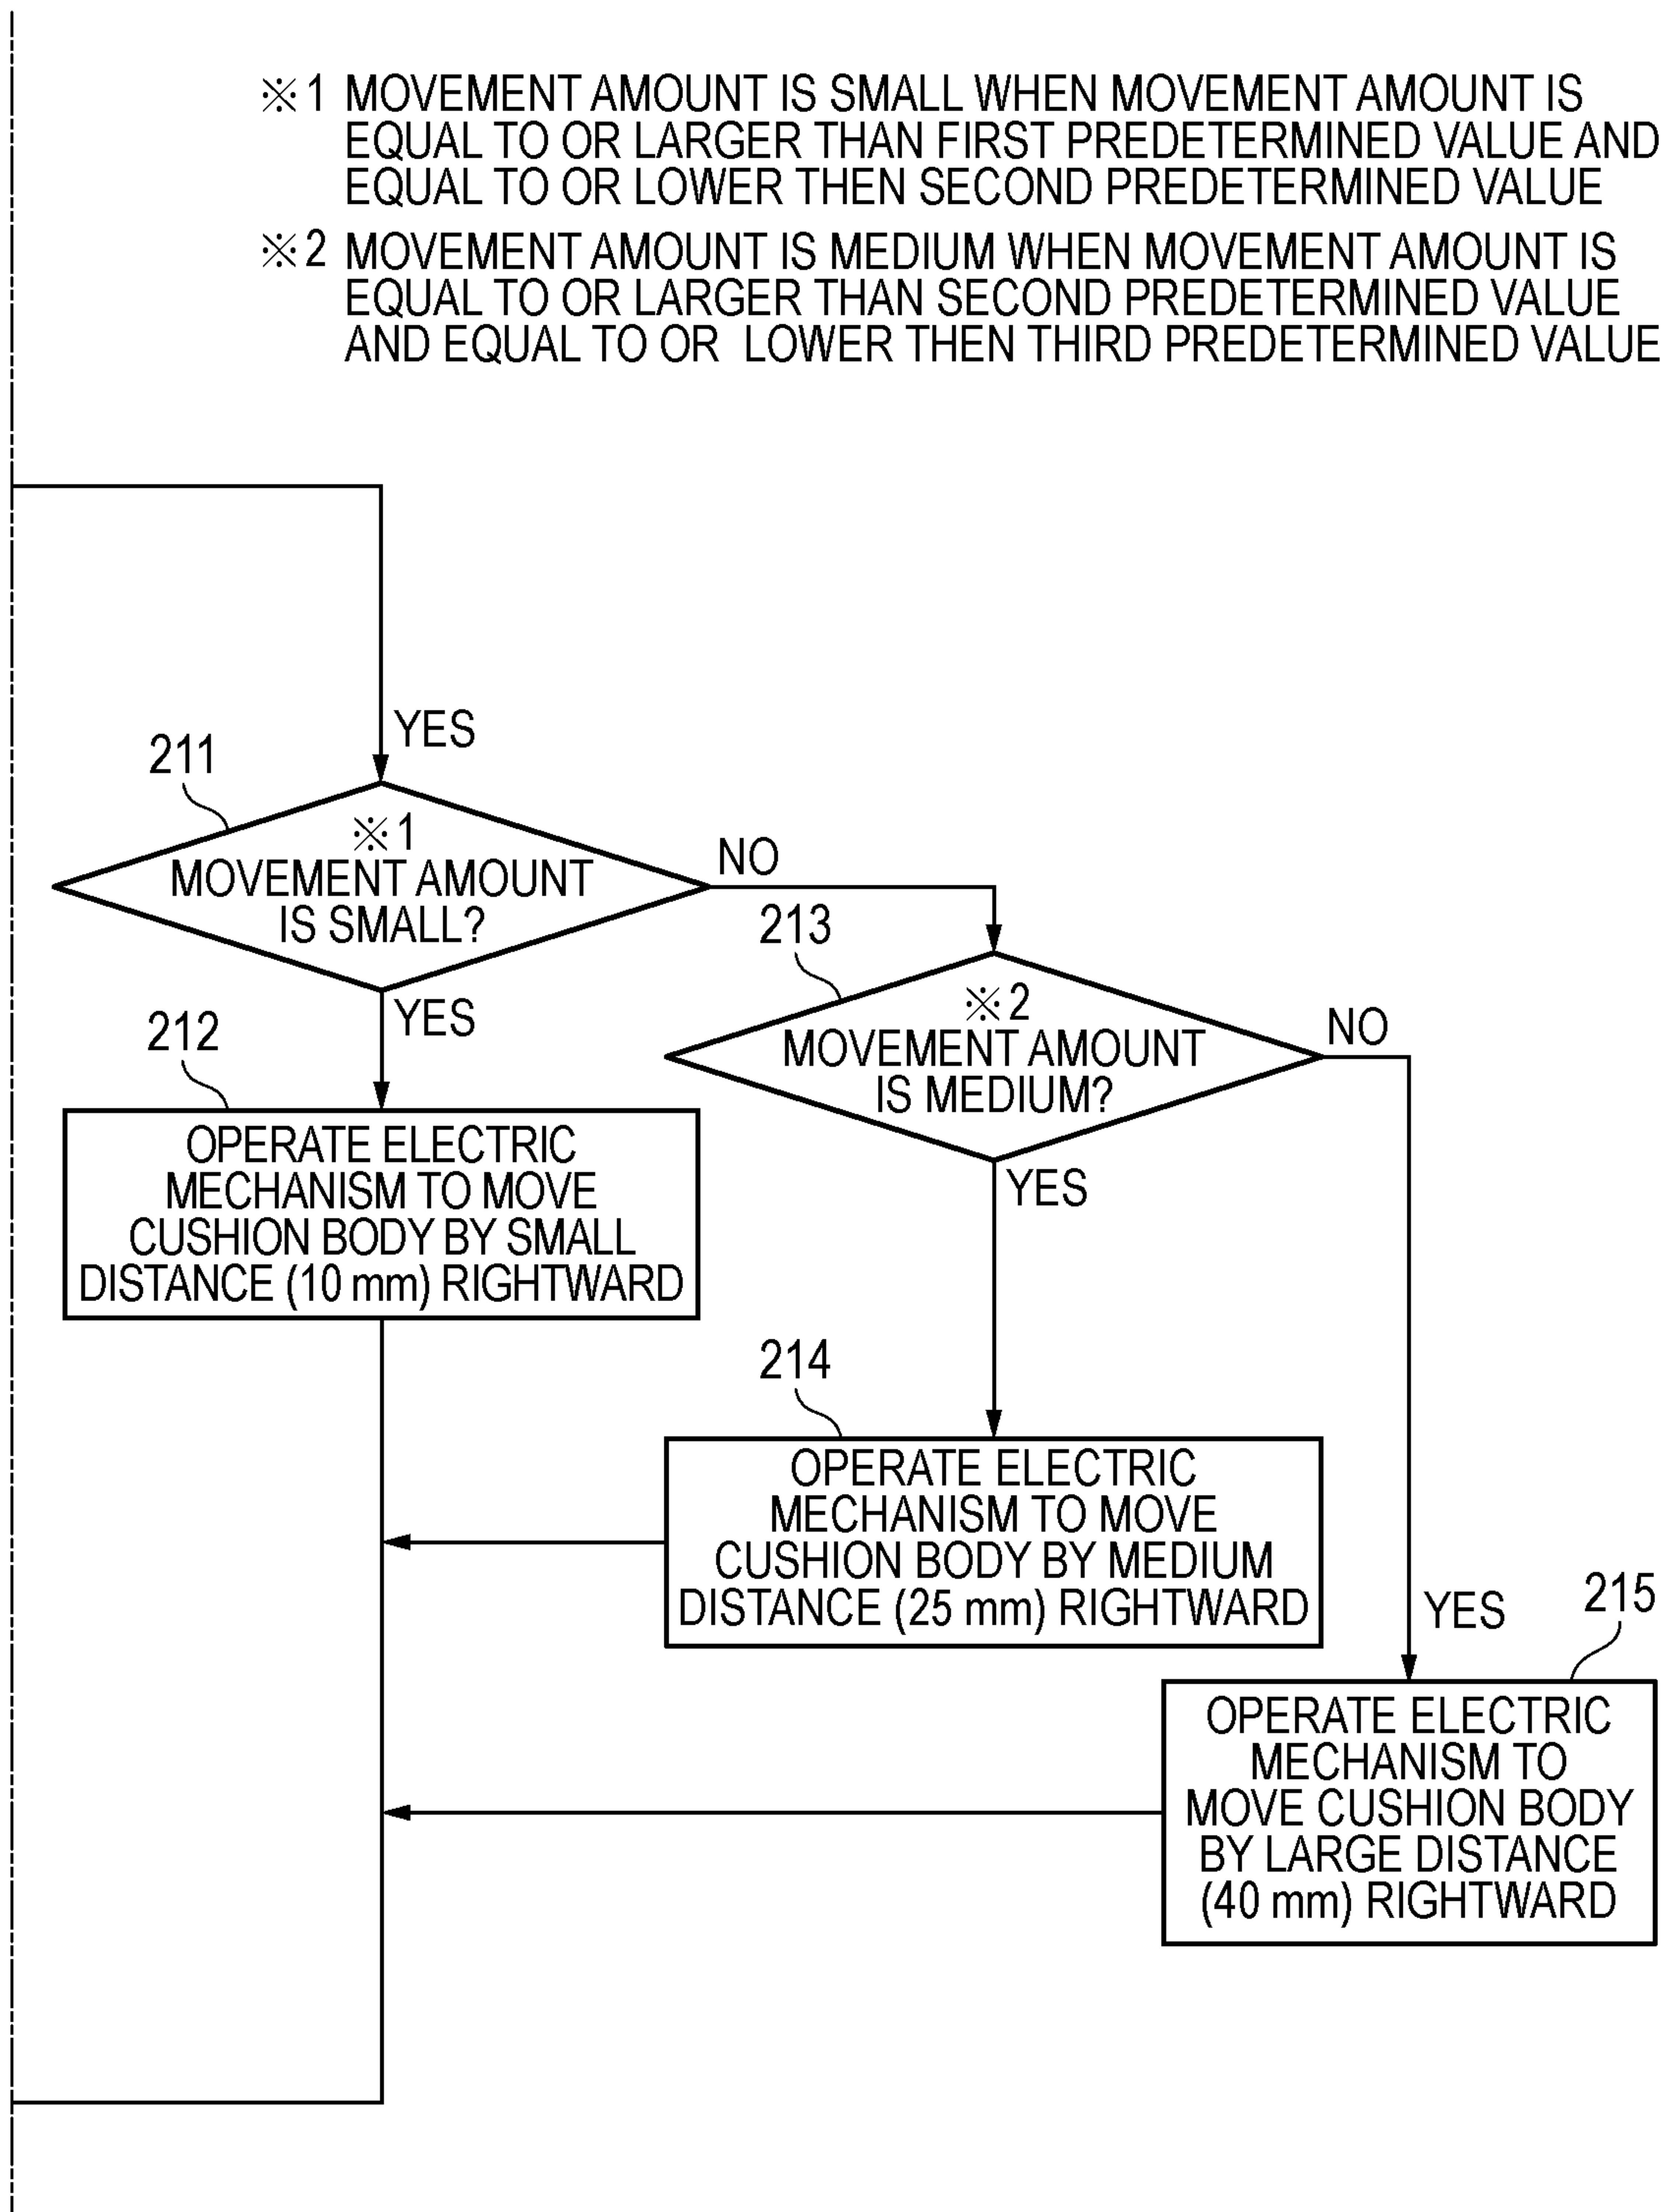 ※1 MOVEMENT AMOUNT IS SMALL WHEN MOVEMENT AMOUNT IS
EQUAL TO OR LARGER THAN FIRST PREDETERMINED VALUE AND
EQUAL TO OR LOWER THEN SECOND PREDETERMINED VALUE
※2 MOVEMENT AMOUNT IS MEDIUM WHEN MOVEMENT AMOUNT IS
EQUAL TO OR LARGER THAN SECOND PREDETERMINED VALUE
AND EQUAL TO OR LOWER THEN THIRD PREDETERMINED VALUE
YES
211
※1
MOVEMENT AMOUNT
IS SMALL?
NO
YES
213
※2
MOVEMENT AMOUNT
IS MEDIUM?
NO
YES
212
OPERATE ELECTRIC
MECHANISM TO MOVE
CUSHION BODY BY SMALL
DISTANCE (10 mm) RIGHTWARD
214
OPERATE ELECTRIC
MECHANISM TO MOVE
CUSHION BODY BY MEDIUM
DISTANCE (25 mm) RIGHTWARD
YES
215
OPERATE ELECTRIC
MECHANISM TO
MOVE CUSHION BODY
BY LARGE DISTANCE
(40 mm) RIGHTWARD